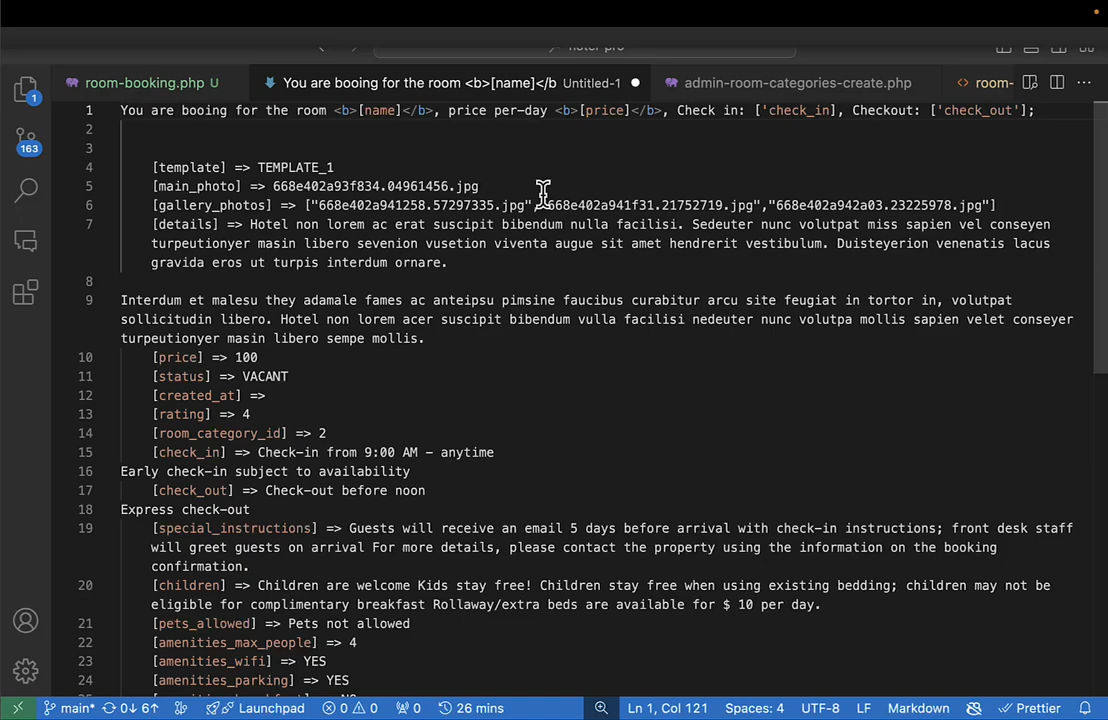 room-booking.php U
You are booing for the room <b>[name]</b Untitled-1
admin-room-categories-create.php
room-
1
163
1 You are booing for the room <b>[name]</b>, price per-day <b>[price]</b>, Check in: ['check_in], Checkout: ['check_out'];
2
3
4 [template] => TEMPLATE_1
5 [main_photo] => 668e402a93f834.04961456.jpg
6 [gallery_photos] => ["668e402a941258.57297335.jpg","668e402a941f31.21752719.jpg","668e402a942a03.23225978.jpg"]
7 [details] => Hotel non lorem ac erat suscipit bibendum nulla facilisi. Sedeuter nunc volutpat miss sapien vel conseyen
turpeutionyer masin libero sevenion vusetion viventa augue sit amet hendrerit vestibulum. Duisteyerion venenatis lacus
gravida eros ut turpis interdum ornare.
8
9 Interdum et malesu they adamale fames ac anteipsu pimsine faucibus curabitur arcu site feugiat in tortor in, volutpat
sollicitudin libero. Hotel non lorem acer suscipit bibendum vulla facilisi nedeuter nunc volutpa mollis sapien velet conseyer
turpeutionyer masin libero sempe mollis.
10 [price] => 100
11 [status] => VACANT
12 [created_at] =>
13 [rating] => 4
14 [room_category_id] => 2
15 [check_in] => Check-in from 9:00 AM - anytime
16 Early check-in subject to availability
17 [check_out] => Check-out before noon
18 Express check-out
19 [special_instructions] => Guests will receive an email 5 days before arrival with check-in instructions; front desk staff
will greet guests on arrival For more details, please contact the property using the information on the booking
confirmation.
20 [children] => Children are welcome Kids stay free! Children stay free when using existing bedding; children may not be
eligible for complimentary breakfast Rollaway/extra beds are available for $ 10 per day.
21 [pets_allowed] => Pets not allowed
22 [amenities_max_people] => 4
23 [amenities_wifi] => YES
24 [amenities_parking] => YES
main* 0↓ 6↑ Launchpad 0 0 0 26 mins Ln 1, Col 121 Spaces: 4 UTF-8 LF Markdown Prettier